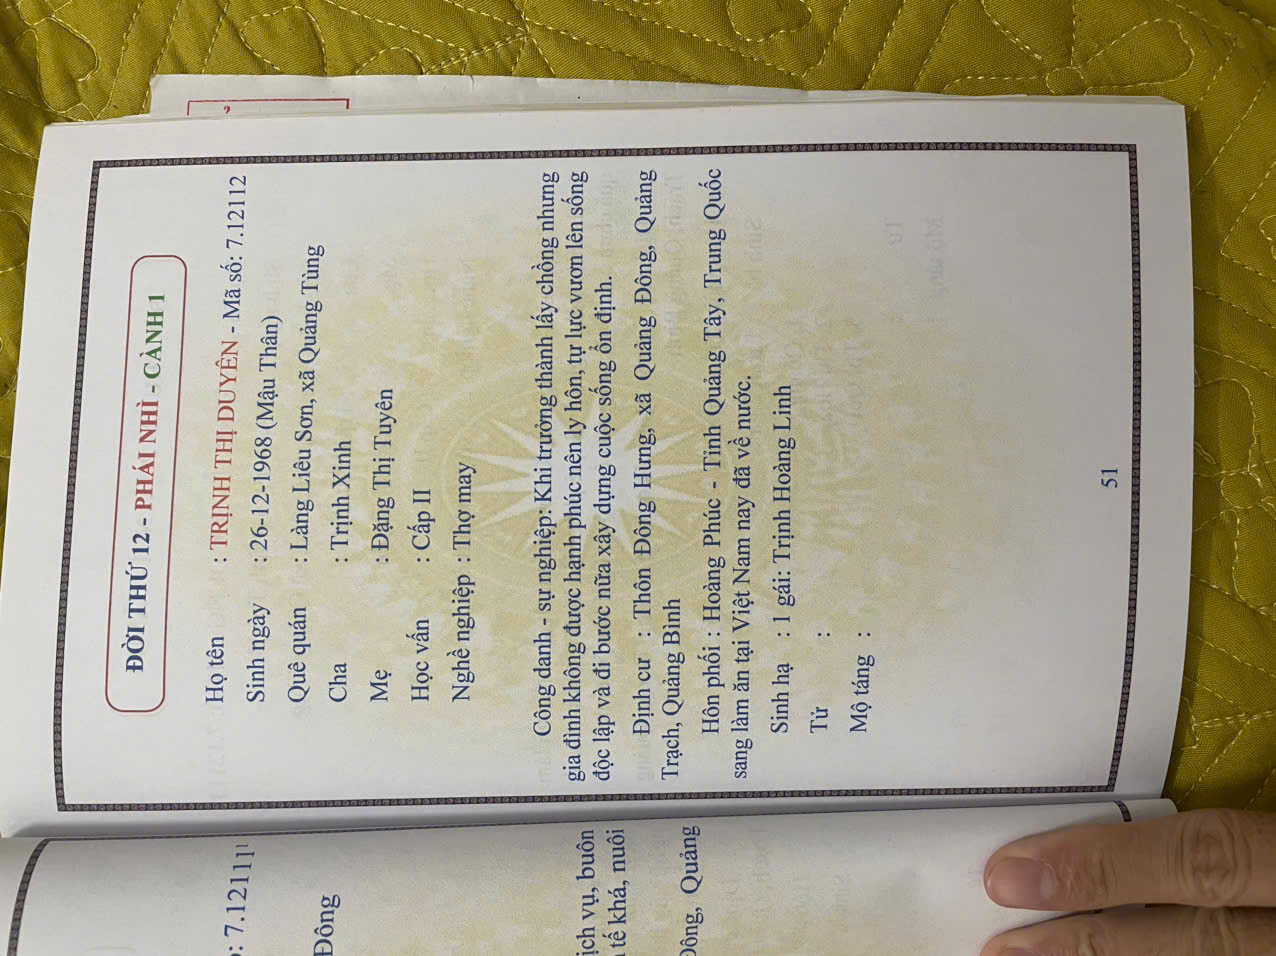 ĐỜI THỨ 12 - PHÁI NHÌ - CÀNH 1
Họ tên : TRỊNH THỊ DUYÊN - Mã số: 7.12112
Sinh ngày : 26-12-1968 (Mậu Thân)
Quê quán : Làng Liêu Sơn, xã Quảng Tùng
Cha : Trịnh Xinh
Mẹ : Đặng Thị Tuyên
Học vấn : Cấp II
Nghề nghiệp : Thợ may
Công danh - sự nghiệp: Khi trưởng thành lấy chồng nhưng
gia đình không được hạnh phúc nên ly hôn, tự lực vươn lên sống
độc lập và đi bước nữa xây dựng cuộc sống ổn định.
Định cư : Thôn Đông Hưng, xã Quảng Đông, Quảng
Trạch, Quảng Bình
Hôn phối : Hoàng Phúc - Tỉnh Quảng Tây, Trung Quốc
sang làm ăn tại Việt Nam nay đã về nước.
Sinh hạ : 1 gái: Trịnh Hoàng Linh
Tử :
Mộ táng :
51
: 7.12111
Đông
ịch vụ, buôn
tế khá, nuôi
Đông, Quảng